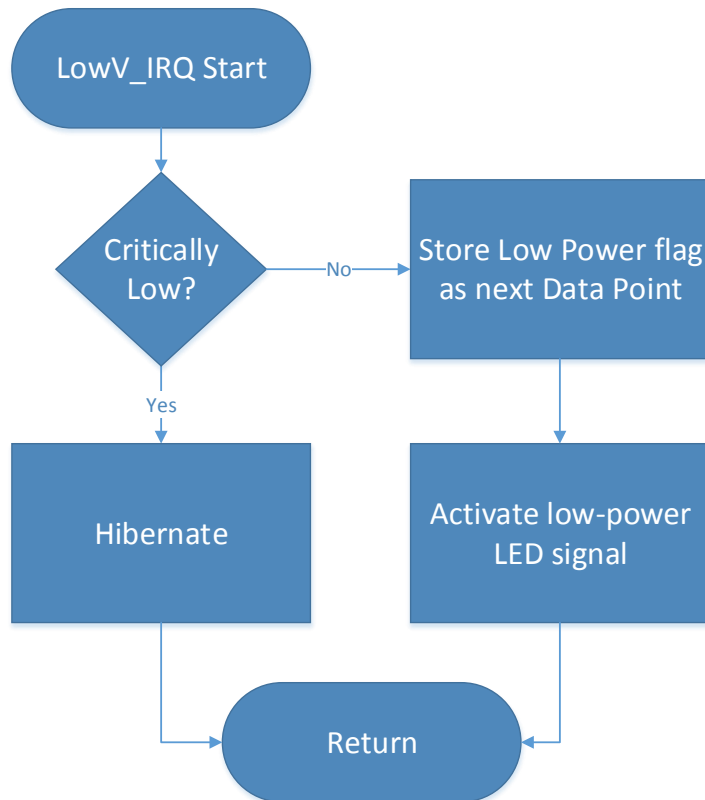 LowV_IRQ Start
Critically
Low?
No
Store Low Power flag
as next Data Point
Yes
Hibernate
Activate low-power
LED signal
Return